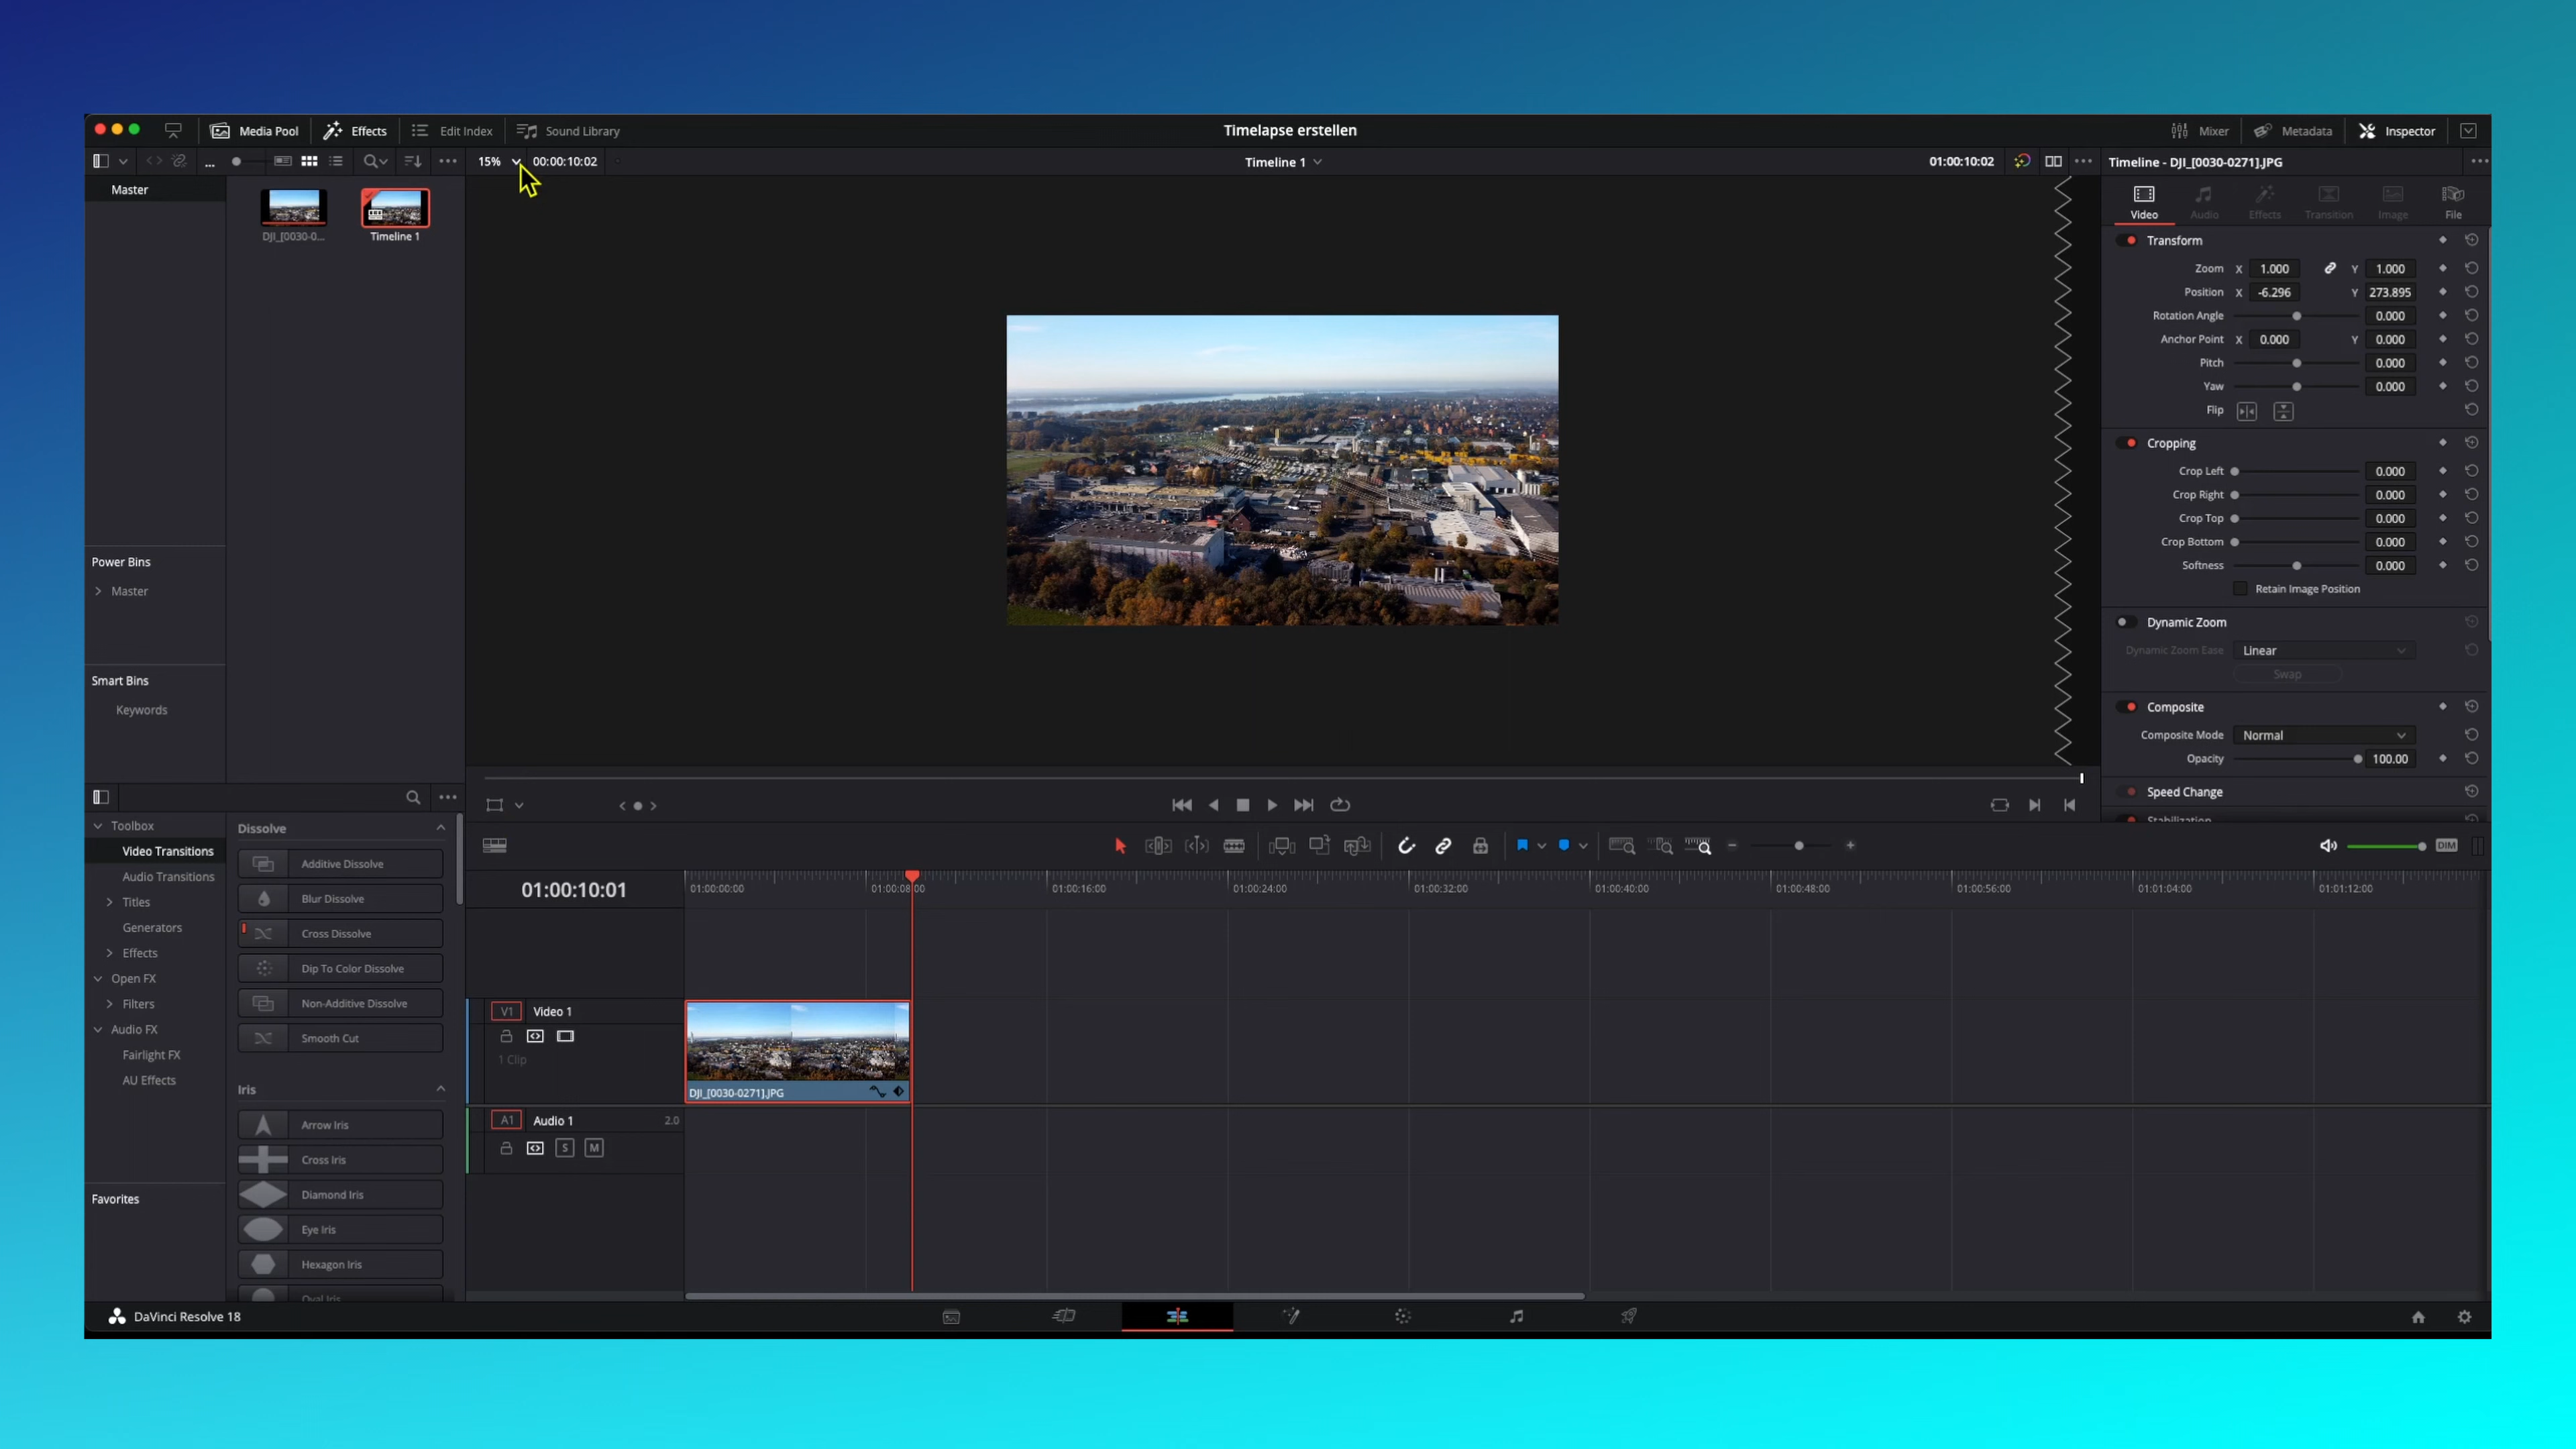 Media Pool Effects Edit Index Sound Library Timelapse erstellen Mixer Metadata Inspector
... 15% 00:00:10:02 Timeline 1 01:00:10:02 Timeline - DJI_[0030-0271].JPG
Master
DJI_[0030-0... Timeline 1
Power Bins
Master
Smart Bins
Keywords
Video Audio Effects Transition Image File
Transform
Zoom X 1.000 Y 1.000
Position X -6.296 Y 273.895
Rotation Angle 0.000
Anchor Point X 0.000 Y 0.000
Pitch 0.000
Yaw 0.000
Flip
Cropping
Crop Left 0.000
Crop Right 0.000
Crop Top 0.000
Crop Bottom 0.000
Softness 0.000
Retain Image Position
Dynamic Zoom
Dynamic Zoom Ease Linear
Swap
Composite
Composite Mode Normal
Opacity 100.00
Speed Change
Stabilization
Toolbox
Video Transitions
Audio Transitions
Titles
Generators
Effects
Open FX
Filters
Audio FX
Fairlight FX
AU Effects
Favorites
Dissolve
Additive Dissolve
Blur Dissolve
Cross Dissolve
Dip To Color Dissolve
Non-Additive Dissolve
Smooth Cut
Iris
Arrow Iris
Cross Iris
Diamond Iris
Eye Iris
Hexagon Iris
Oval Iris
DIM
01:00:10:01 01:00:00:00 01:00:08:00 01:00:16:00 01:00:24:00 01:00:32:00 01:00:40:00 01:00:48:00 01:00:56:00 01:01:04:00 01:01:12:00
V1 Video 1
1 Clip
DJI_[0030-0271].JPG
A1 Audio 1 2.0
S M
DaVinci Resolve 18